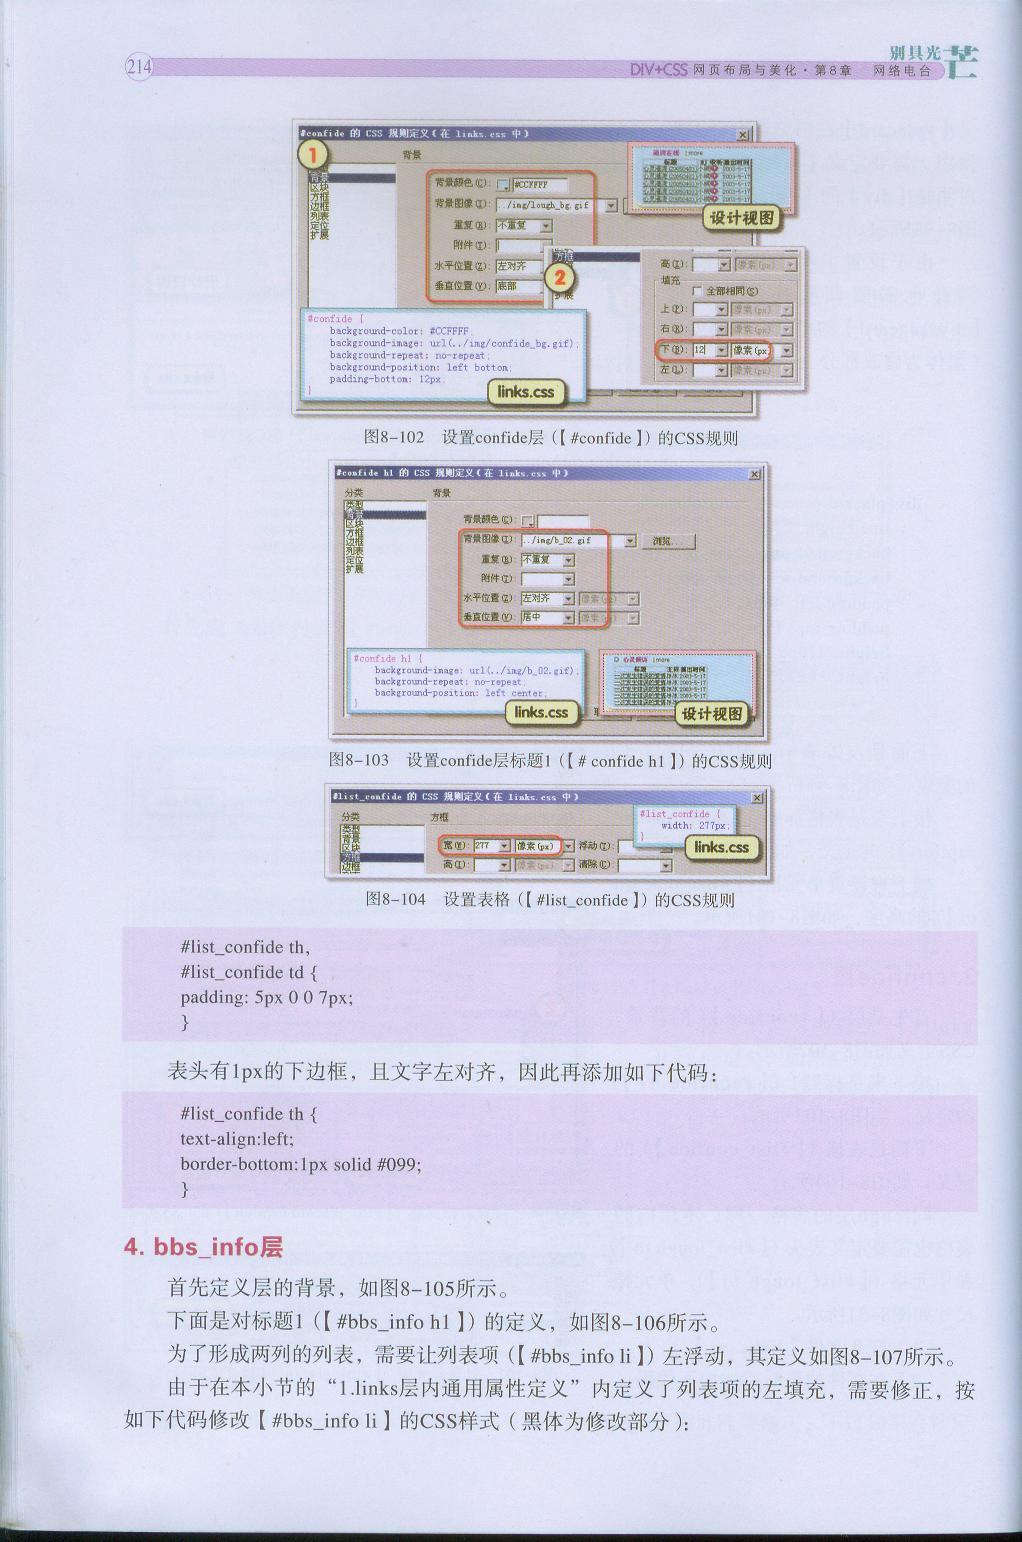 214
别具光芒
DIV+CSS 网页布局与美化·第8章 网络电台
#confide 的 CSS 规则定义(在 links.css 中)
1
背景
背景
区块
方框
边框
列表
定位
扩展
背景颜色(C): #CCFFFF
背景图像(I): ../img/lough_bg.gif
重复(R): 不重复
附件(T):
水平位置(Z): 左对齐
垂直位置(V): 底部
设计视图
2
方框
扩展
高(I): 像素(px)
填充
全部相同(S)
上(P): 像素(px)
右(R): 像素(px)
下(B): 12 像素(px)
左(L): 像素(px)
#confide {
background-color: #CCFFFF;
background-image: url(../img/confide_bg.gif);
background-repeat: no-repeat;
background-position: left bottom;
padding-bottom: 12px;
}
links.css
图8-102 设置confide层(【#confide】)的CSS规则
#confide h1 的 CSS 规则定义(在 links.css 中)
分类 背景
类型
背景
区块
方框
边框
列表
定位
扩展
背景颜色(C):
背景图像(I): ../img/b_02.gif 浏览...
重复(R): 不重复
附件(T):
水平位置(Z): 左对齐 像素(px)
垂直位置(V): 居中 像素(px)
#confide h1 {
background-image: url(../img/b_02.gif);
background-repeat: no-repeat;
background-position: left center;
}
links.css
心灵倾诉 more
设计视图
图8-103 设置confide层标题1(【# confide h1】)的CSS规则
#list_confide 的 CSS 规则定义(在 links.css 中)
分类 方框
类型
背景
区块
方框
边框
宽(W): 277 像素(px) 浮动(T):
高(I): 像素(px) 清除(C):
#list_confide {
width: 277px;
}
links.css
图8-104 设置表格(【#list_confide】)的CSS规则
#list_confide th,
#list_confide td {
padding: 5px 0 0 7px;
}
表头有1px的下边框，且文字左对齐，因此再添加如下代码：
#list_confide th {
text-align:left;
border-bottom:1px solid #099;
}
4. bbs_info层
首先定义层的背景，如图8-105所示。
下面是对标题1（【#bbs_info h1】）的定义，如图8-106所示。
为了形成两列的列表，需要让列表项（【#bbs_info li】）左浮动，其定义如图8-107所示。
由于在本小节的“1.links层内通用属性定义”内定义了列表项的左填充，需要修正，按
如下代码修改【#bbs_info li】的CSS样式（黑体为修改部分）：